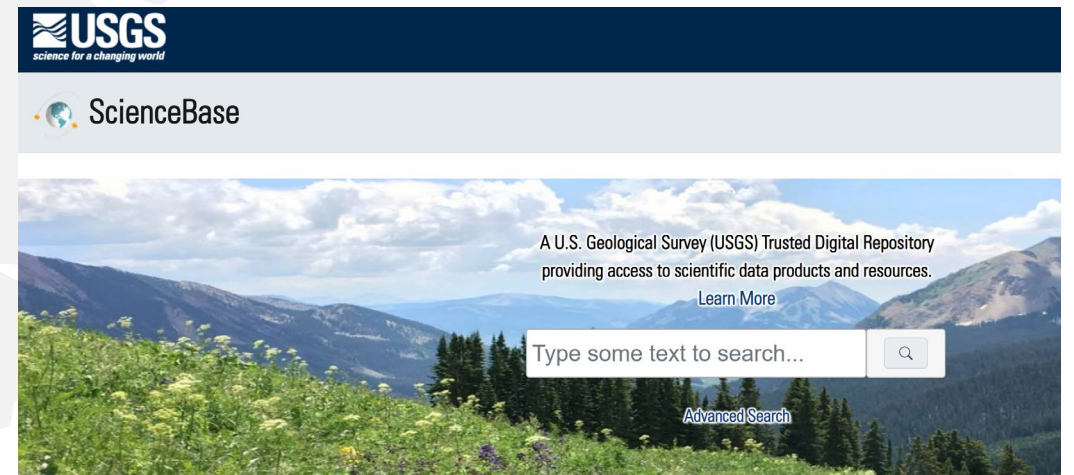 USGS
science for a changing world
ScienceBase
A U.S. Geological Survey (USGS) Trusted Digital Repository
providing access to scientific data products and resources.
Learn More
Type some text to search...
Advanced Search